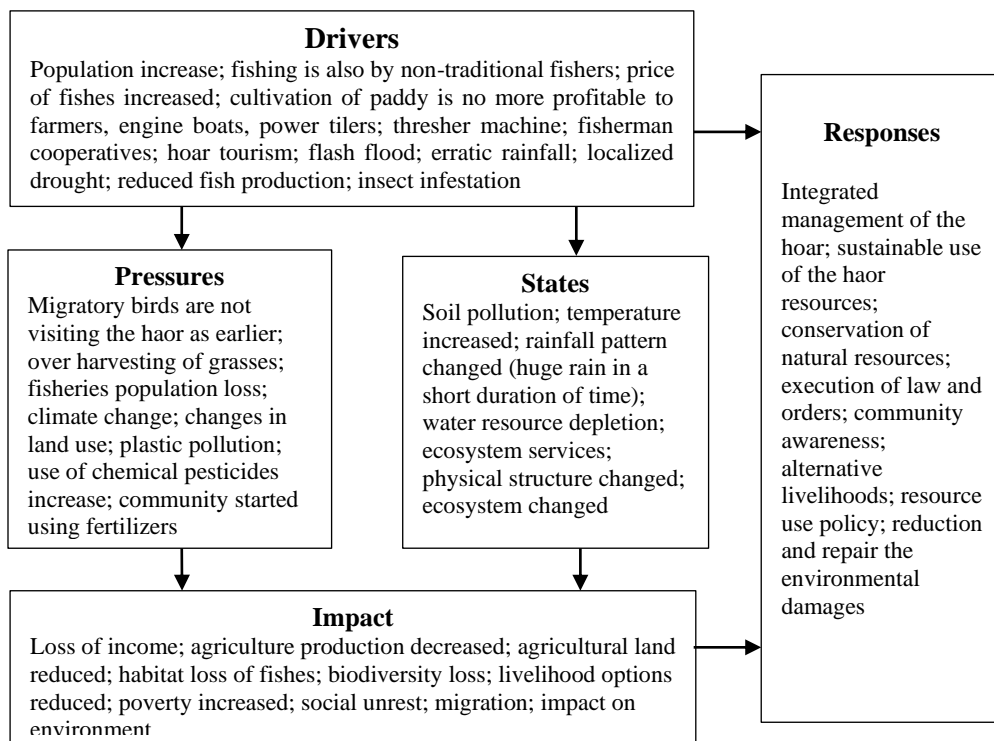 Drivers
Population increase; fishing is also by non-traditional fishers; price
of fishes increased; cultivation of paddy is no more profitable to
farmers, engine boats, power tilers; thresher machine; fisherman
cooperatives; hoar tourism; flash flood; erratic rainfall; localized
drought; reduced fish production; insect infestation
Pressures
Migratory birds are not
visiting the haor as earlier;
over harvesting of grasses;
fisheries population loss;
climate change; changes in
land use; plastic pollution;
use of chemical pesticides
increase; community started
using fertilizers
States
Soil pollution; temperature
increased; rainfall pattern
changed (huge rain in a
short duration of time);
water resource depletion;
ecosystem services;
physical structure changed;
ecosystem changed
Impact
Loss of income; agriculture production decreased; agricultural land
reduced; habitat loss of fishes; biodiversity loss; livelihood options
reduced; poverty increased; social unrest; migration; impact on
environment
Responses
Integrated
management of the
hoar; sustainable use
of the haor
resources;
conservation of
natural resources;
execution of law and
orders; community
awareness;
alternative
livelihoods; resource
use policy; reduction
and repair the
environmental
damages